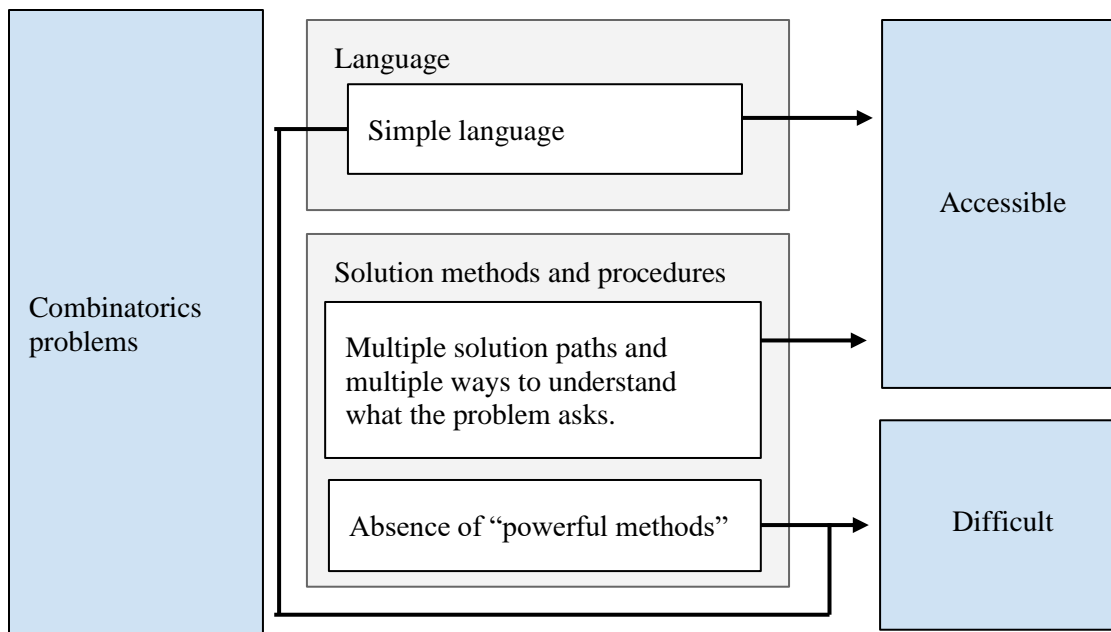 Combinatorics
problems
Language
Simple language
Solution methods and procedures
Multiple solution paths and
multiple ways to understand
what the problem asks.
Absence of “powerful methods”
Accessible
Difficult